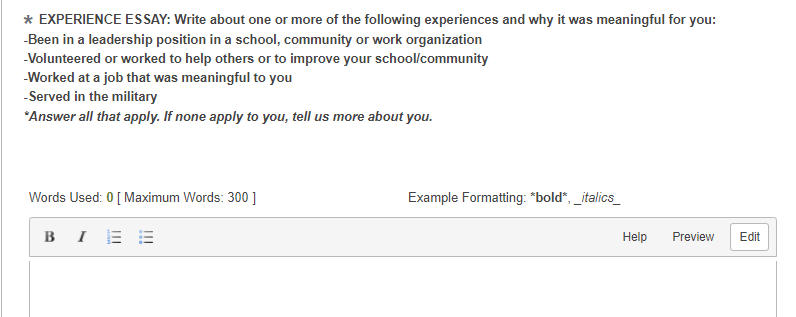 * EXPERIENCE ESSAY: Write about one or more of the following experiences and why it was meaningful for you:
-Been in a leadership position in a school, community or work organization
-Volunteered or worked to help others or to improve your school/community
-Worked at a job that was meaningful to you
-Served in the military
*Answer all that apply. If none apply to you, tell us more about you.
Words Used: 0 [ Maximum Words: 300 ] Example Formatting: *bold*, _italics_
B I Help Preview Edit